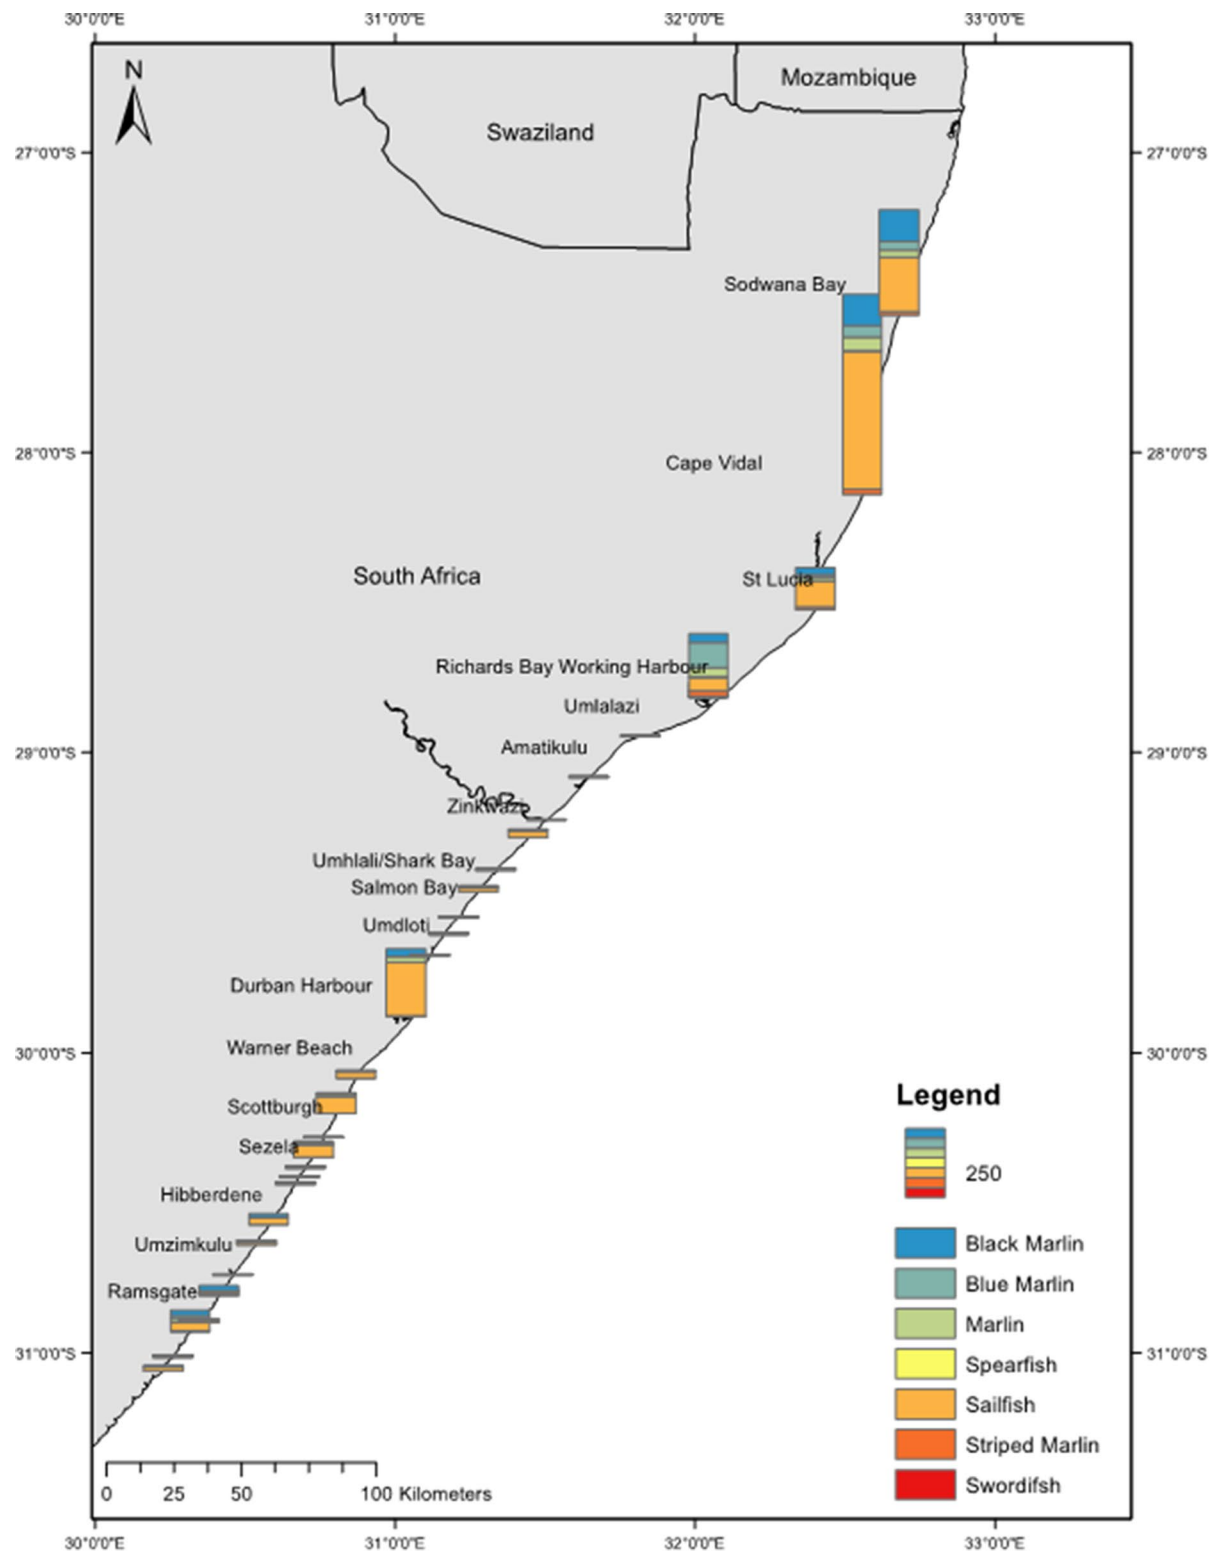 30°0'0"E 31°0'0"E 32°0'0"E 33°0'0"E
N
Mozambique
Swaziland
27°0'0"S 27°0'0"S
Sodwana Bay
28°0'0"S 28°0'0"S
Cape Vidal
South Africa
St Lucia
Richards Bay Working Harbour
Umlalazi
29°0'0"S 29°0'0"S
Amatikulu
Zinkwazi
Umhlali/Shark Bay
Salmon Bay
Umdloti
Durban Harbour
Warner Beach
30°0'0"S 30°0'0"S
Scottburgh
Sezela
Hibberdene
Umzimkulu
Ramsgate
31°0'0"S 31°0'0"S
Legend
250
Black Marlin
Blue Marlin
Marlin
Spearfish
Sailfish
Striped Marlin
Swordifsh
0 25 50 100 Kilometers
30°0'0"E 31°0'0"E 32°0'0"E 33°0'0"E